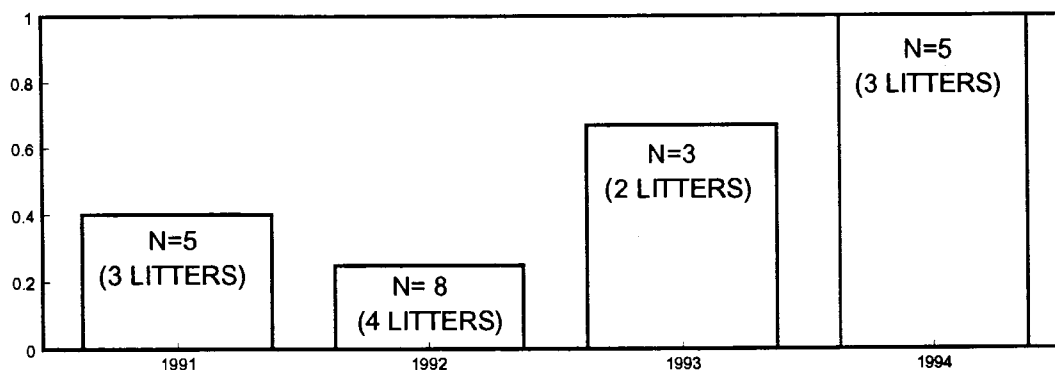 1
0.8
0.6
0.4
0.2
0
N=5
(3 LITTERS)
N= 8
(4 LITTERS)
N=3
(2 LITTERS)
N=5
(3 LITTERS)
1991
1992
1993
1994